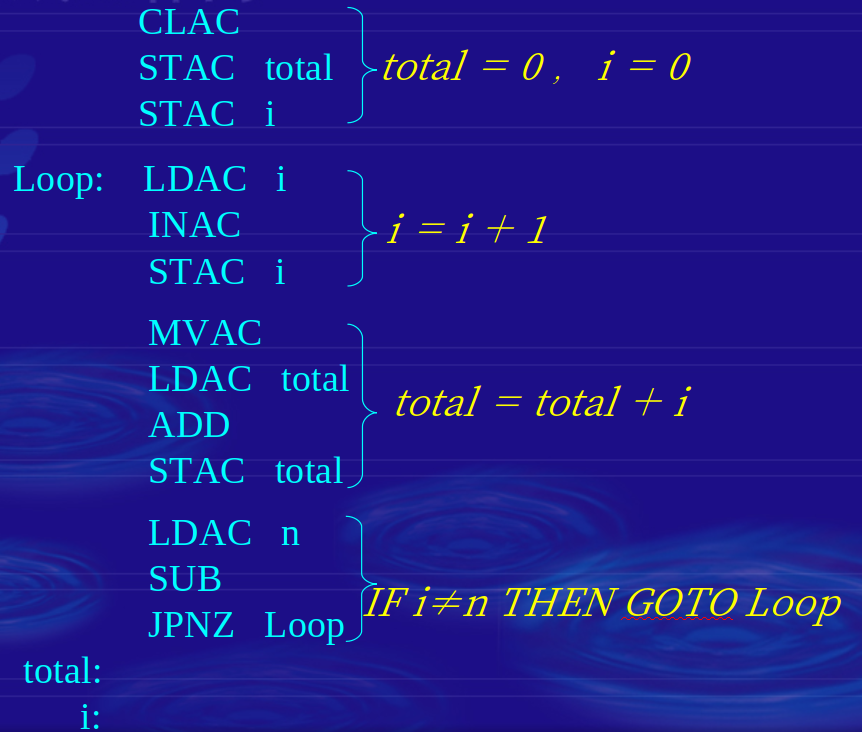 CLAC
STAC total
STAC i
total = 0 , i = 0
Loop: LDAC i
INAC
STAC i
i = i + 1
MVAC
LDAC total
ADD
STAC total
total = total + i
LDAC n
SUB
JPNZ Loop
IF i≠n THEN GOTO Loop
total:
i: